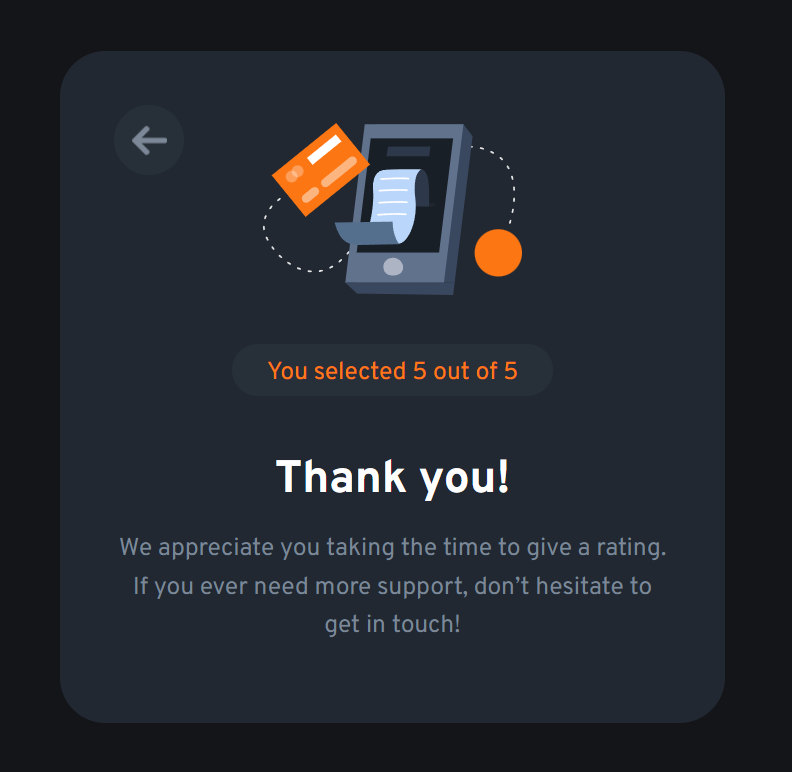 You selected 5 out of 5
Thank you!
We appreciate you taking the time to give a rating.
If you ever need more support, don’t hesitate to
get in touch!